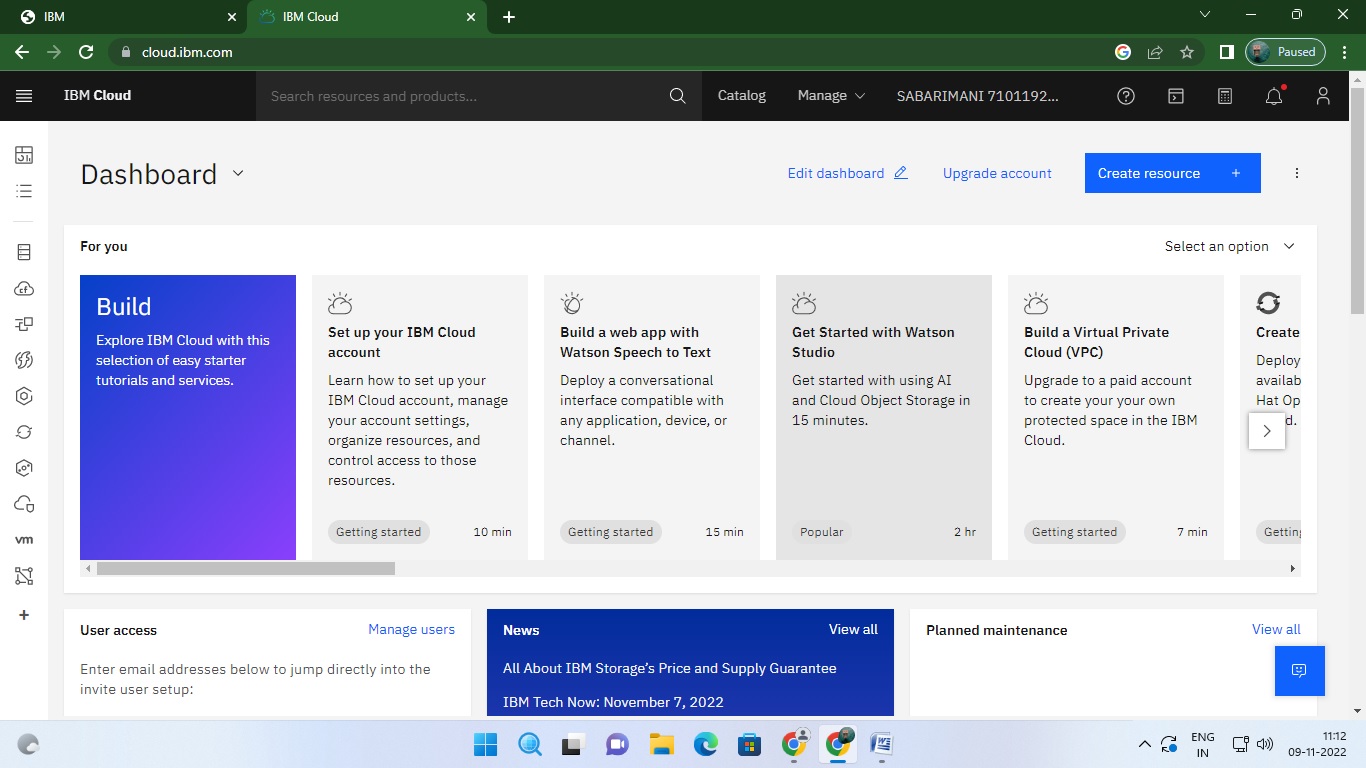 IBM
IBM Cloud
cloud.ibm.com
Paused
IBM Cloud
Search resources and products...
Catalog
Manage
SABARIMANI 7101192...
Dashboard
Edit dashboard
Upgrade account
Create resource +
For you
Select an option
Build
Explore IBM Cloud with this
selection of easy starter
tutorials and services.
Set up your IBM Cloud
account
Learn how to set up your
IBM Cloud account, manage
your account settings,
organize resources, and
control access to those
resources.
Getting started
10 min
Build a web app with
Watson Speech to Text
Deploy a conversational
interface compatible with
any application, device, or
channel.
Getting started
15 min
Get Started with Watson
Studio
Get started with using AI
and Cloud Object Storage in
15 minutes.
Popular
2 hr
Build a Virtual Private
Cloud (VPC)
Upgrade to a paid account
to create your your own
protected space in the IBM
Cloud.
Getting started
7 min
Create
Deploy
availab
Hat Op
d.
Getting
vm
User access
Manage users
Enter email addresses below to jump directly into the
invite user setup:
News
View all
All About IBM Storage's Price and Supply Guarantee
IBM Tech Now: November 7, 2022
Planned maintenance
View all
ENG
IN
11:12
09-11-2022